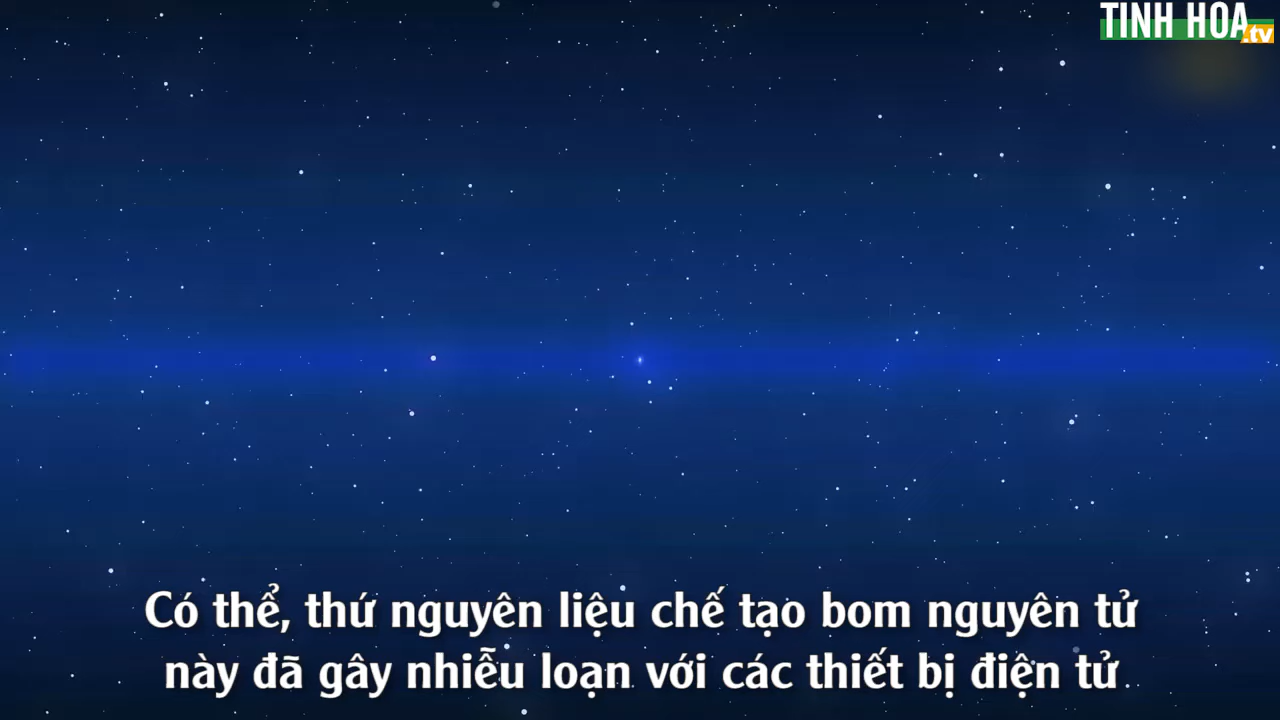 TINH HOA
.tv
Có thể, thứ nguyên liệu chế tạo bom nguyên tử
này đã gây nhiễu loạn với các thiết bị điện tử